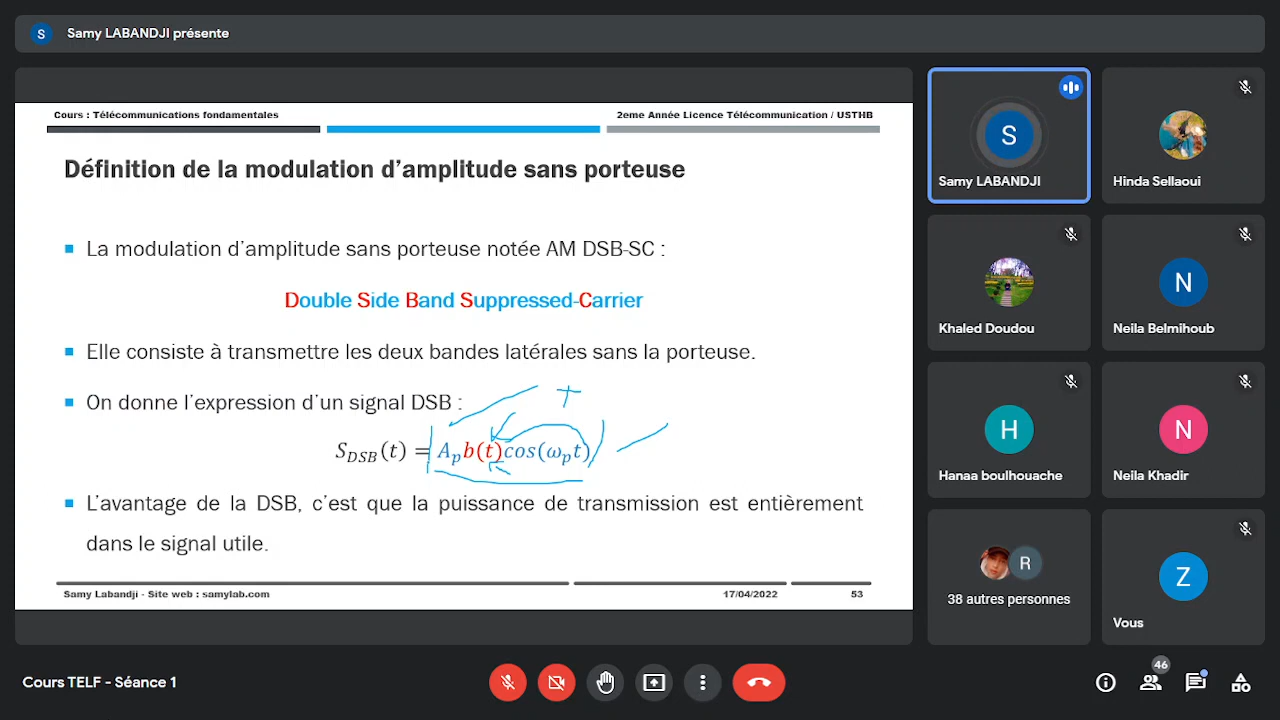 S
Samy LABANDJI présente
Cours : Télécommunications fondamentales
2eme Année Licence Télécommunication / USTHB
Définition de la modulation d’amplitude sans porteuse
La modulation d’amplitude sans porteuse notée AM DSB-SC :
Double Side Band Suppressed-Carrier
Elle consiste à transmettre les deux bandes latérales sans la porteuse.
On donne l’expression d’un signal DSB :
+
S_DSB(t) = A_p b(t) cos(ω_p t)
L’avantage de la DSB, c’est que la puissance de transmission est entièrement
dans le signal utile.
Samy Labandji - Site web : samylab.com
17/04/2022
53
S
Samy LABANDJI
Hinda Sellaoui
Khaled Doudou
N
Neila Belmihoub
H
Hanaa boulhouache
N
Neila Khadir
R
38 autres personnes
Z
Vous
Cours TELF - Séance 1
46